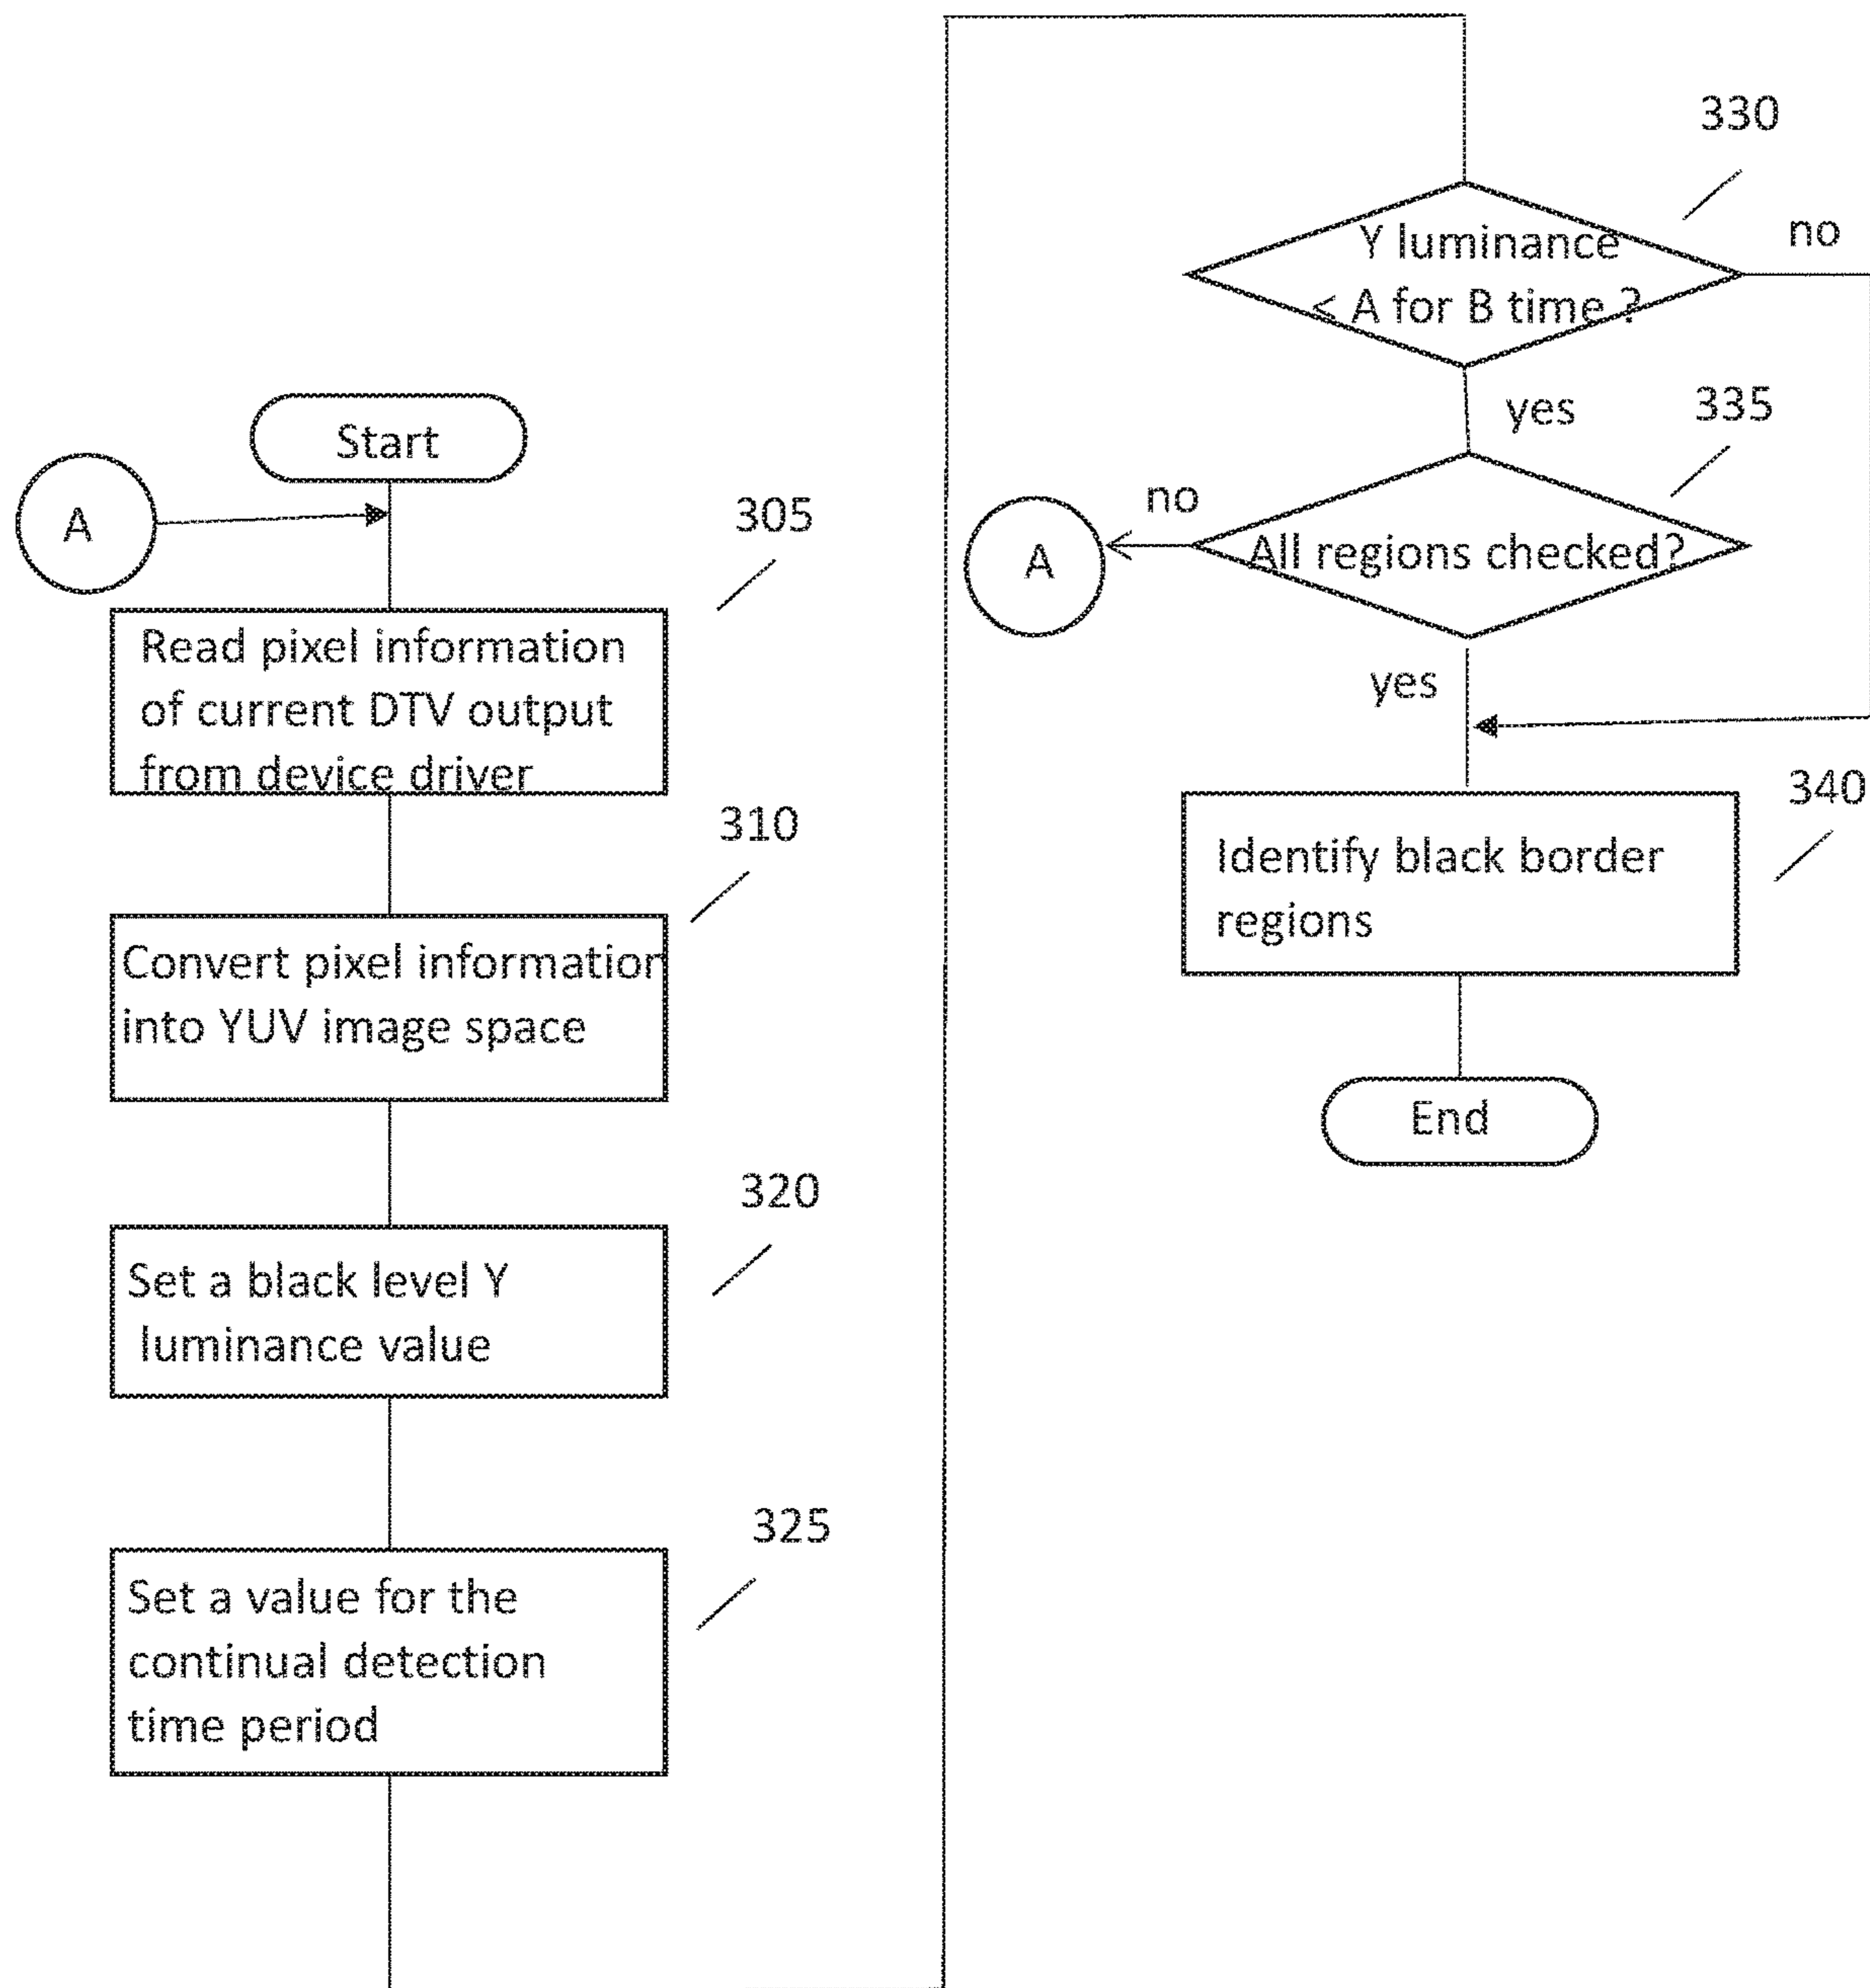 Start
A
305
Read pixel information
of current DTV output
from device driver
310
Convert pixel information
into YUV image space
320
Set a black level Y
luminance value
325
Set a value for the
continual detection
time period
330
Y luminance
< A for B time ?
no
yes
335
All regions checked?
no
A
yes
340
Identify black border
regions
End